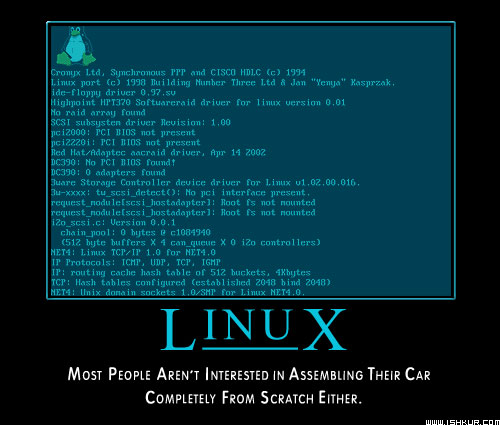 Cronyx Ltd, Synchronous PPP and CISCO HDLC (c) 1994
Linux port (c) 1998 Building Number Three Ltd & Jan "Yenya" Kasprzak.
ide-floppy driver 0.97.sv
Highpoint HPT370 Softwareraid driver for linux version 0.01
No raid array found
SCSI subsystem driver Revision: 1.00
pci2000: PCI BIOS not present
pci2220i: PCI BIOS not present
Red Hat/Adaptec aacraid driver, Apr 14 2002
DC390: No PCI BIOS found!
DC390: 0 adapters found
3ware Storage Controller device driver for Linux v1.02.00.016.
3w-xxxx: tw_scsi_detect(): No pci interface present.
request_module[scsi_hostadapter]: Root fs not mounted
request_module[scsi_hostadapter]: Root fs not mounted
i2o_scsi.c: Version 0.0.1
chain_pool: 0 bytes @ c1084940
(512 byte buffers X 4 can_queue X 0 i2o controllers)
NET4: Linux TCP/IP 1.0 for NET4.0
IP Protocols: ICMP, UDP, TCP, IGMP
IP: routing cache hash table of 512 buckets, 4Kbytes
TCP: Hash tables configured (established 2048 bind 2048)
NET4: Unix domain sockets 1.0/SMP for Linux NET4.0.
LINUX
MOST PEOPLE AREN'T INTERESTED IN ASSEMBLING THEIR CAR
COMPLETELY FROM SCRATCH EITHER.
www.ishkur.com